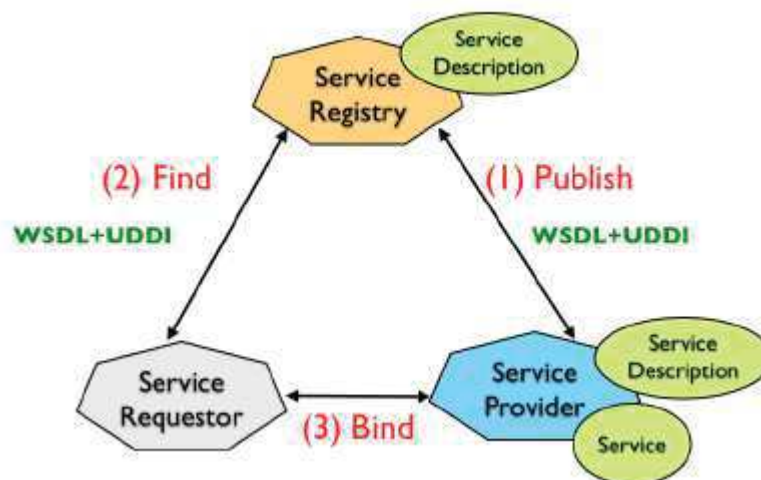 Service
Description
Service
Registry
(2) Find
(1) Publish
WSDL+UDDI
WSDL+UDDI
Service
Requestor
Service
Provider
Service
Description
(3) Bind
Service